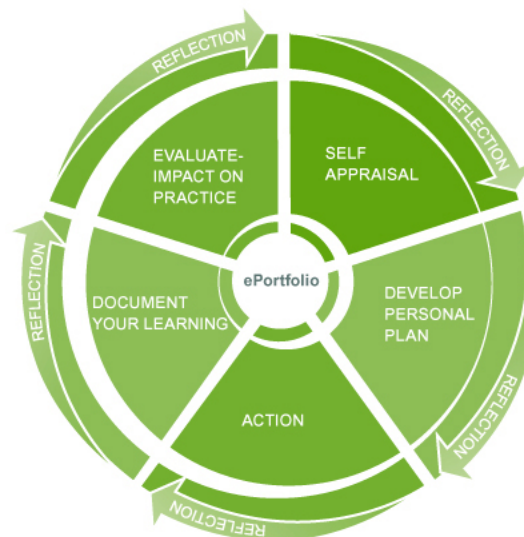 REFLECTION
REFLECTION
EVALUATE-
IMPACT ON
PRACTICE
SELF
APPRAISAL
REFLECTION
ePortfolio
DOCUMENT
YOUR LEARNING
DEVELOP
PERSONAL
PLAN
REFLECTION
ACTION
REFLECTION